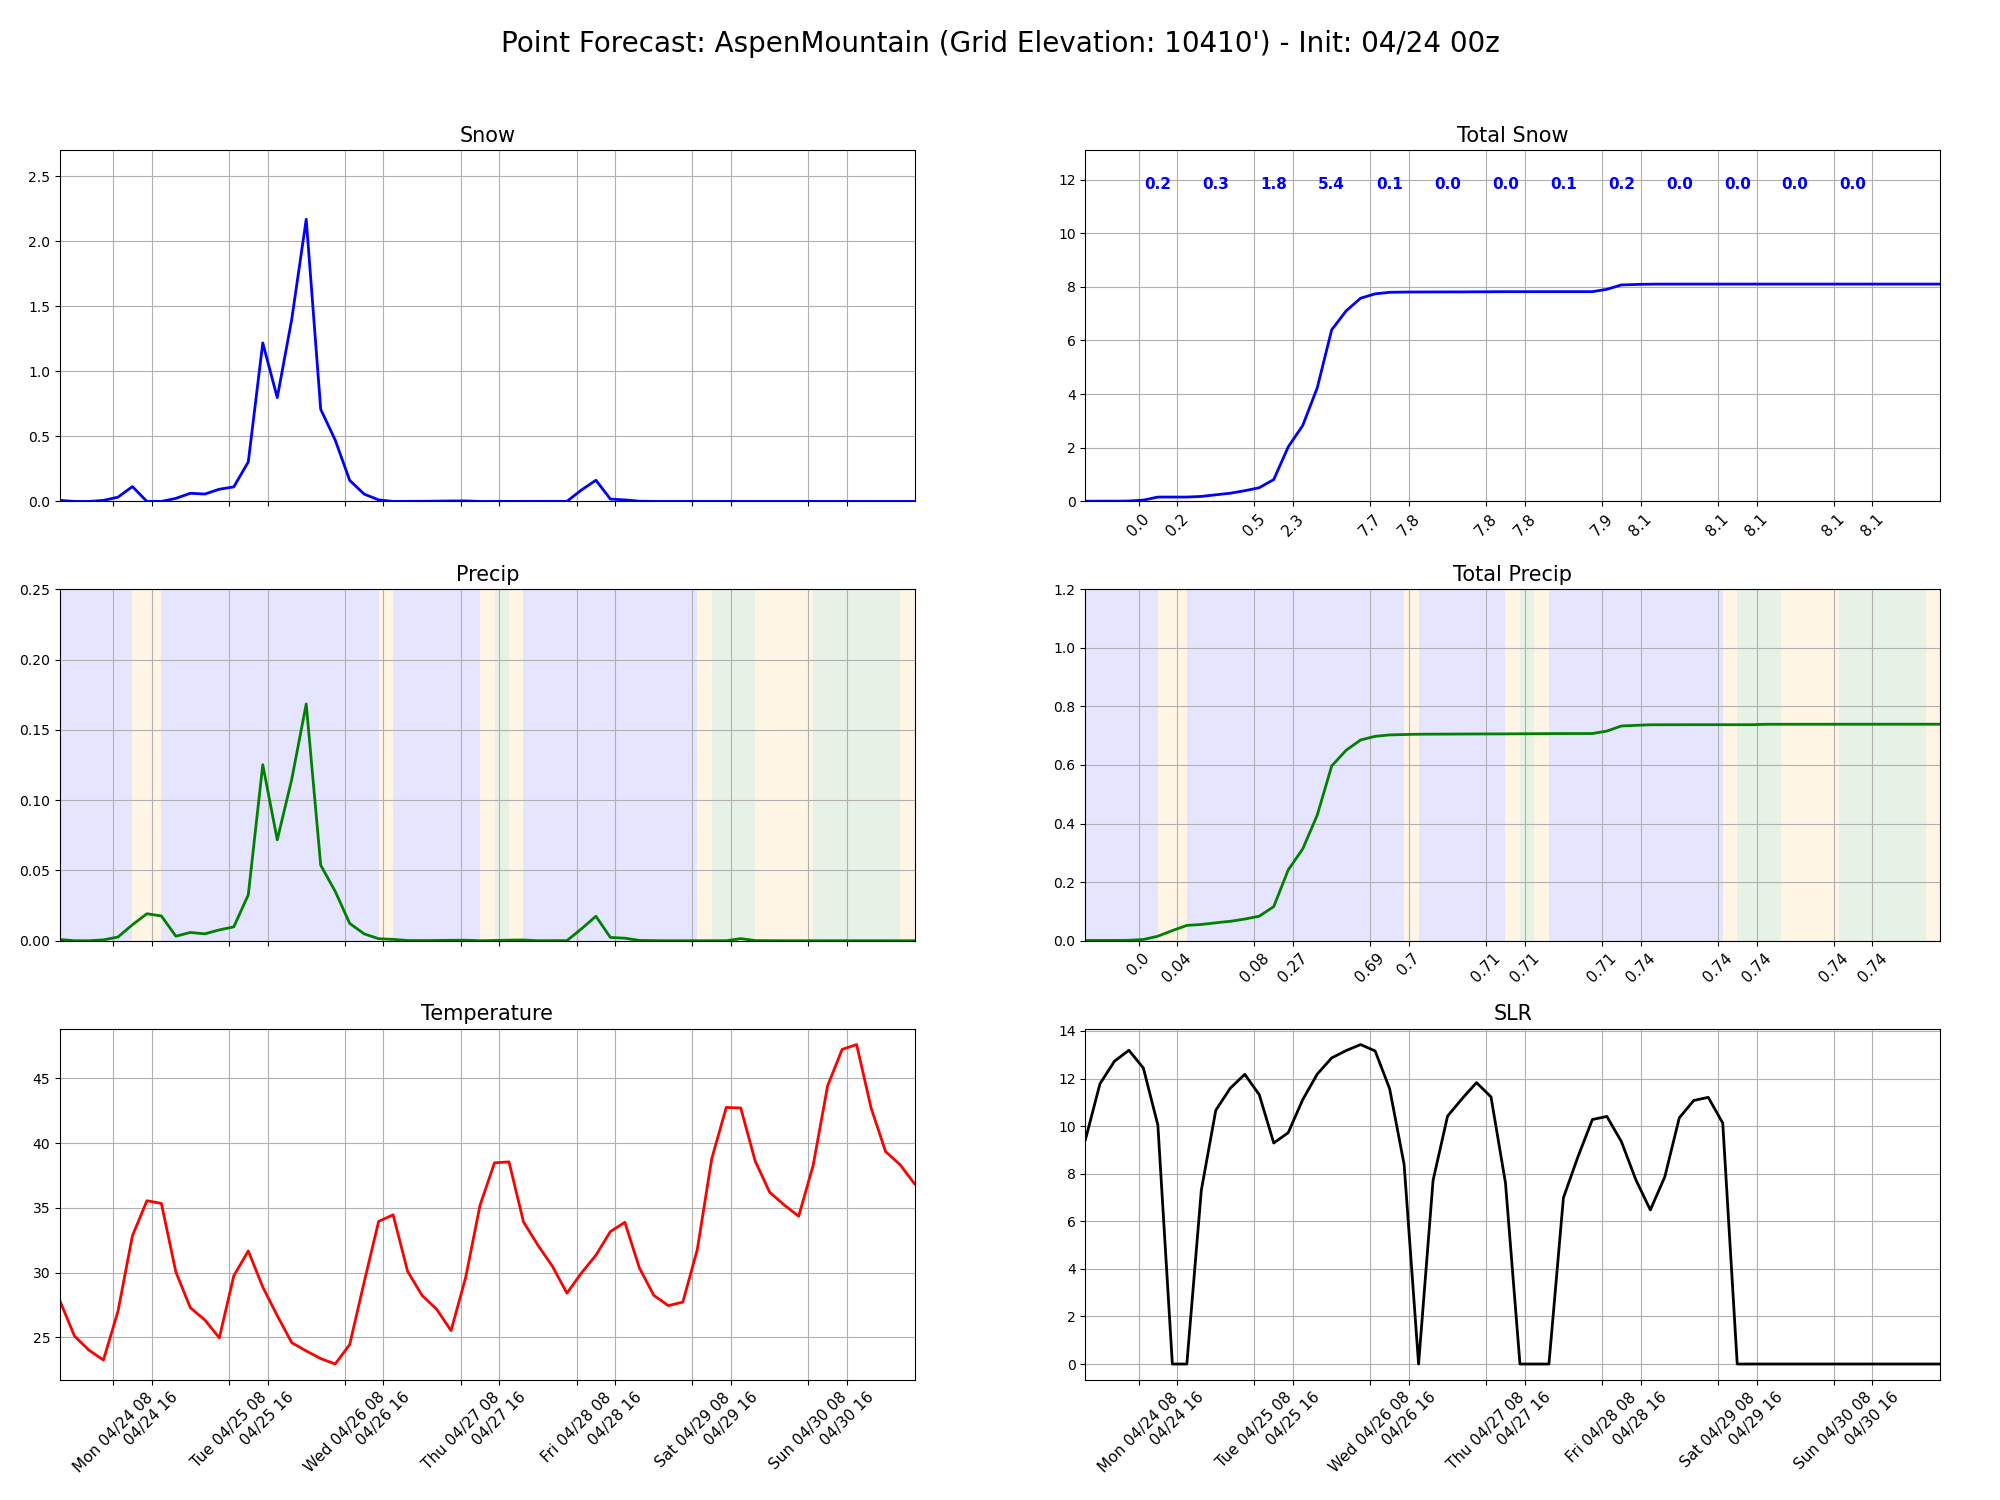 Point Forecast: AspenMountain (Grid Elevation: 10410') - Init: 04/24 00z
Snow
2.5
2.0
1.5
1.0
0.5
0.0
Total Snow
0.2 0.3 1.8 5.4 0.1 0.0 0.0 0.1 0.2 0.0 0.0 0.0 0.0
12
10
8
6
4
2
0
0.0 0.2 0.5 2.3 7.7 7.8 7.8 7.8 7.9 8.1 8.1 8.1 8.1 8.1
Precip
0.25
0.20
0.15
0.10
0.05
0.00
Total Precip
1.2
1.0
0.8
0.6
0.4
0.2
0.0
0.0 0.04 0.08 0.27 0.69 0.7 0.71 0.71 0.71 0.74 0.74 0.74 0.74 0.74
Temperature
45
40
35
30
25
Mon 04/24 08
04/24 16
Tue 04/25 08
04/25 16
Wed 04/26 08
04/26 16
Thu 04/27 08
04/27 16
Fri 04/28 08
04/28 16
Sat 04/29 08
04/29 16
Sun 04/30 08
04/30 16
SLR
14
12
10
8
6
4
2
0
Mon 04/24 08
04/24 16
Tue 04/25 08
04/25 16
Wed 04/26 08
04/26 16
Thu 04/27 08
04/27 16
Fri 04/28 08
04/28 16
Sat 04/29 08
04/29 16
Sun 04/30 08
04/30 16